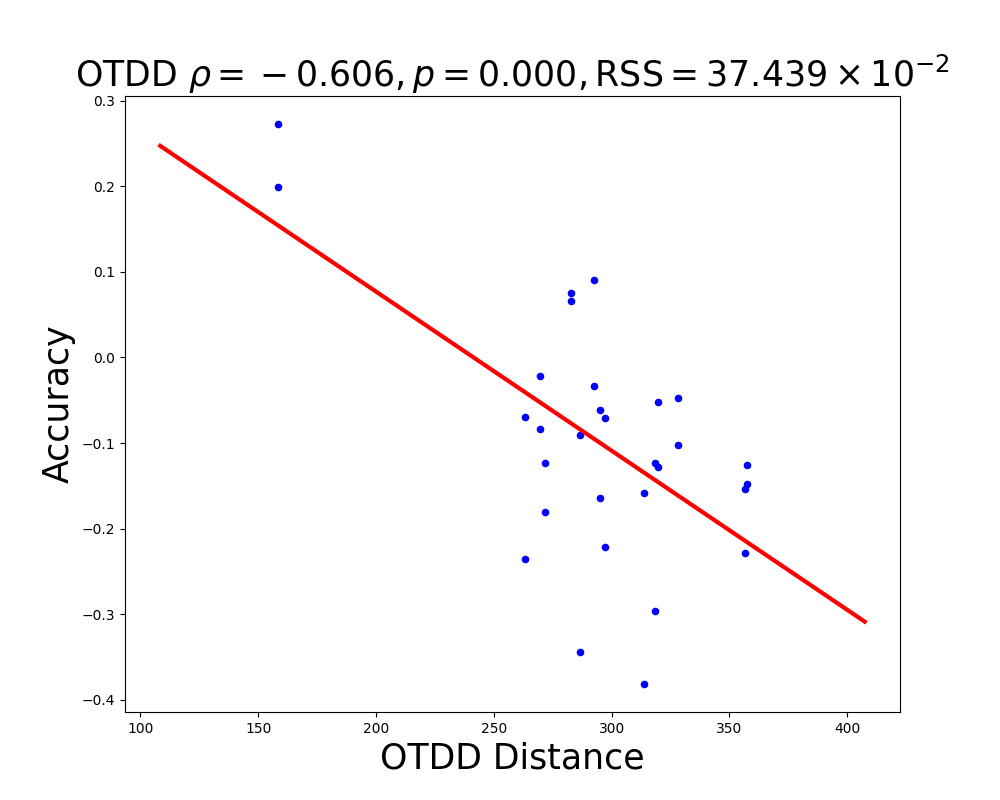 OTDD ρ = −0.606, p = 0.000, RSS = 37.439 × 10⁻²
0.3
0.2
0.1
0.0
−0.1
−0.2
−0.3
−0.4
Accuracy
100 150 200 250 300 350 400
OTDD Distance